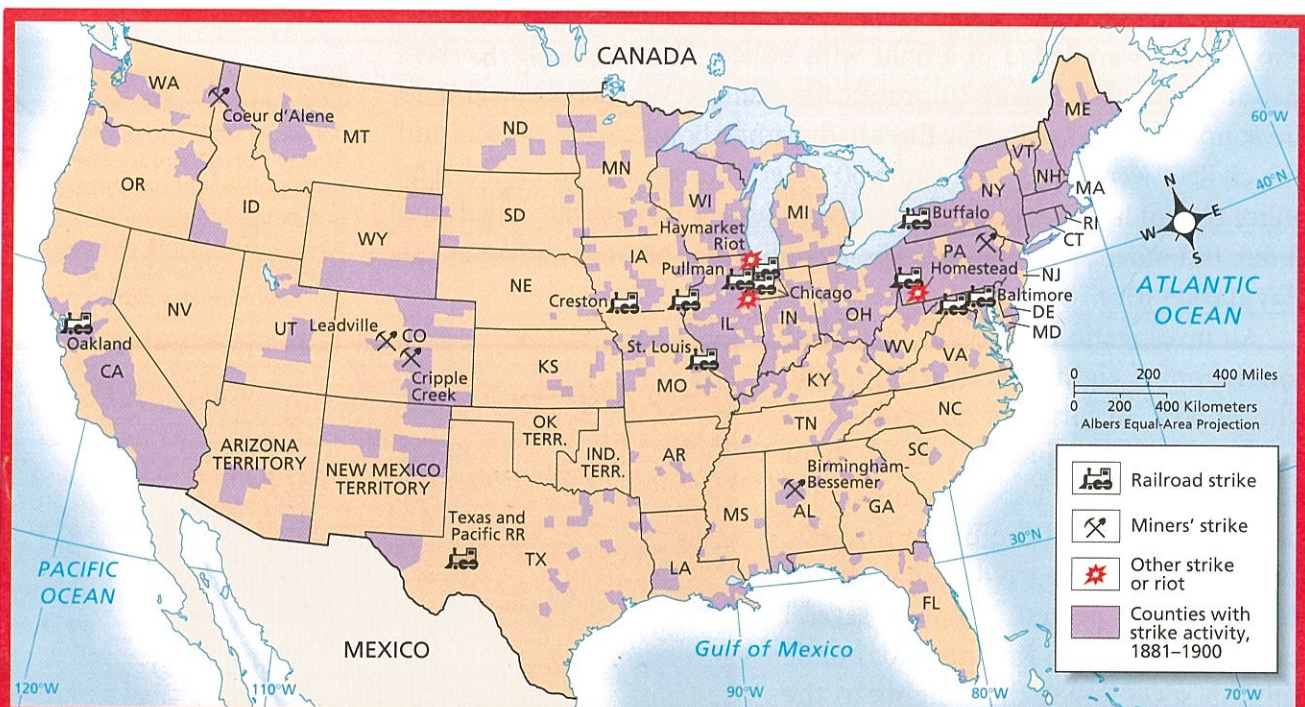 CANADA
WA
Coeur d'Alene
MT
ND
MN
ME
VT
NH
NY
MA
RI
CT
OR
ID
SD
WI
MI
Buffalo
WY
Haymarket
Riot
PA
Homestead
NJ
IA
Pullman
NE
Creston
Chicago
Baltimore
DE
MD
NV
UT
Leadville
CO
IL
IN
OH
WV
VA
Oakland
CA
Cripple
Creek
KS
St. Louis
MO
KY
NC
TN
OK
TERR.
IND.
TERR.
AR
SC
ARIZONA
TERRITORY
NEW MEXICO
TERRITORY
Birmingham-
Bessemer
MS
AL
GA
Texas and
Pacific RR
TX
LA
FL
PACIFIC
OCEAN
MEXICO
Gulf of Mexico
ATLANTIC
OCEAN
N
E
W
S
60°W
40°N
30°N
120°W
110°W
90°W
80°W
70°W
0 200 400 Miles
0 200 400 Kilometers
Albers Equal-Area Projection
Railroad strike
Miners' strike
Other strike
or riot
Counties with
strike activity,
1881–1900